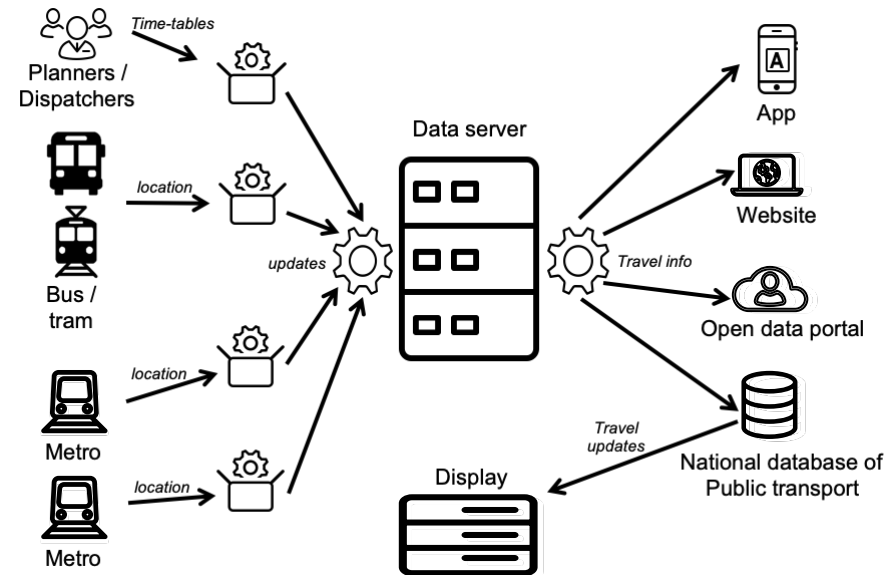 Time-tables
Planners /
Dispatchers
location
Bus /
tram
location
Metro
location
Metro
updates
Data server
Travel info
A
App
Website
Open data portal
National database of
Public transport
Travel
updates
Display